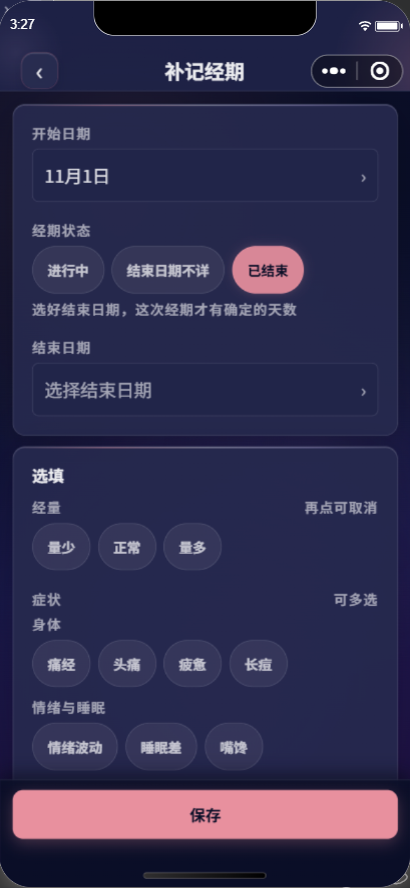 3:27
补记经期
开始日期
11月1日
经期状态
进行中 结束日期不详 已结束
选好结束日期，这次经期才有确定的天数
结束日期
选择结束日期
选填
经量 再点可取消
量少 正常 量多
症状 可多选
身体
痛经 头痛 疲惫 长痘
情绪与睡眠
情绪波动 睡眠差 嘴馋
保存